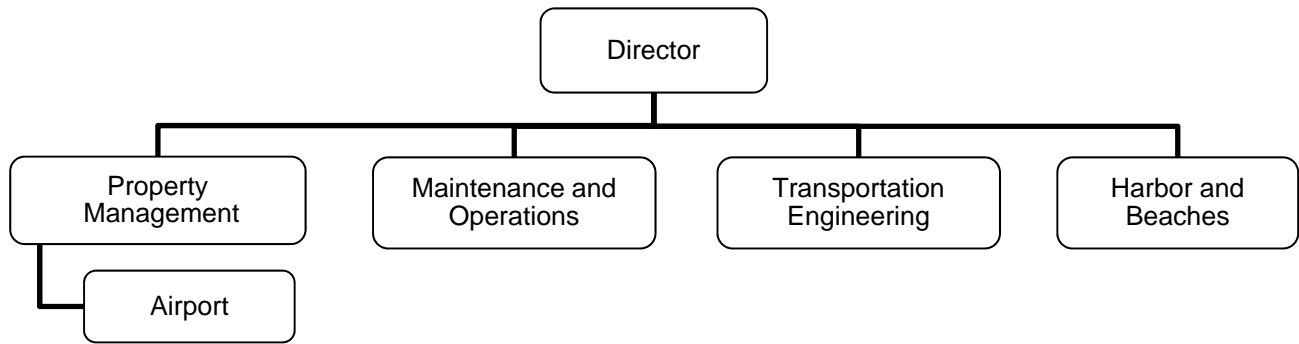 Director
Property
Management
Maintenance and
Operations
Transportation
Engineering
Harbor and
Beaches
Airport